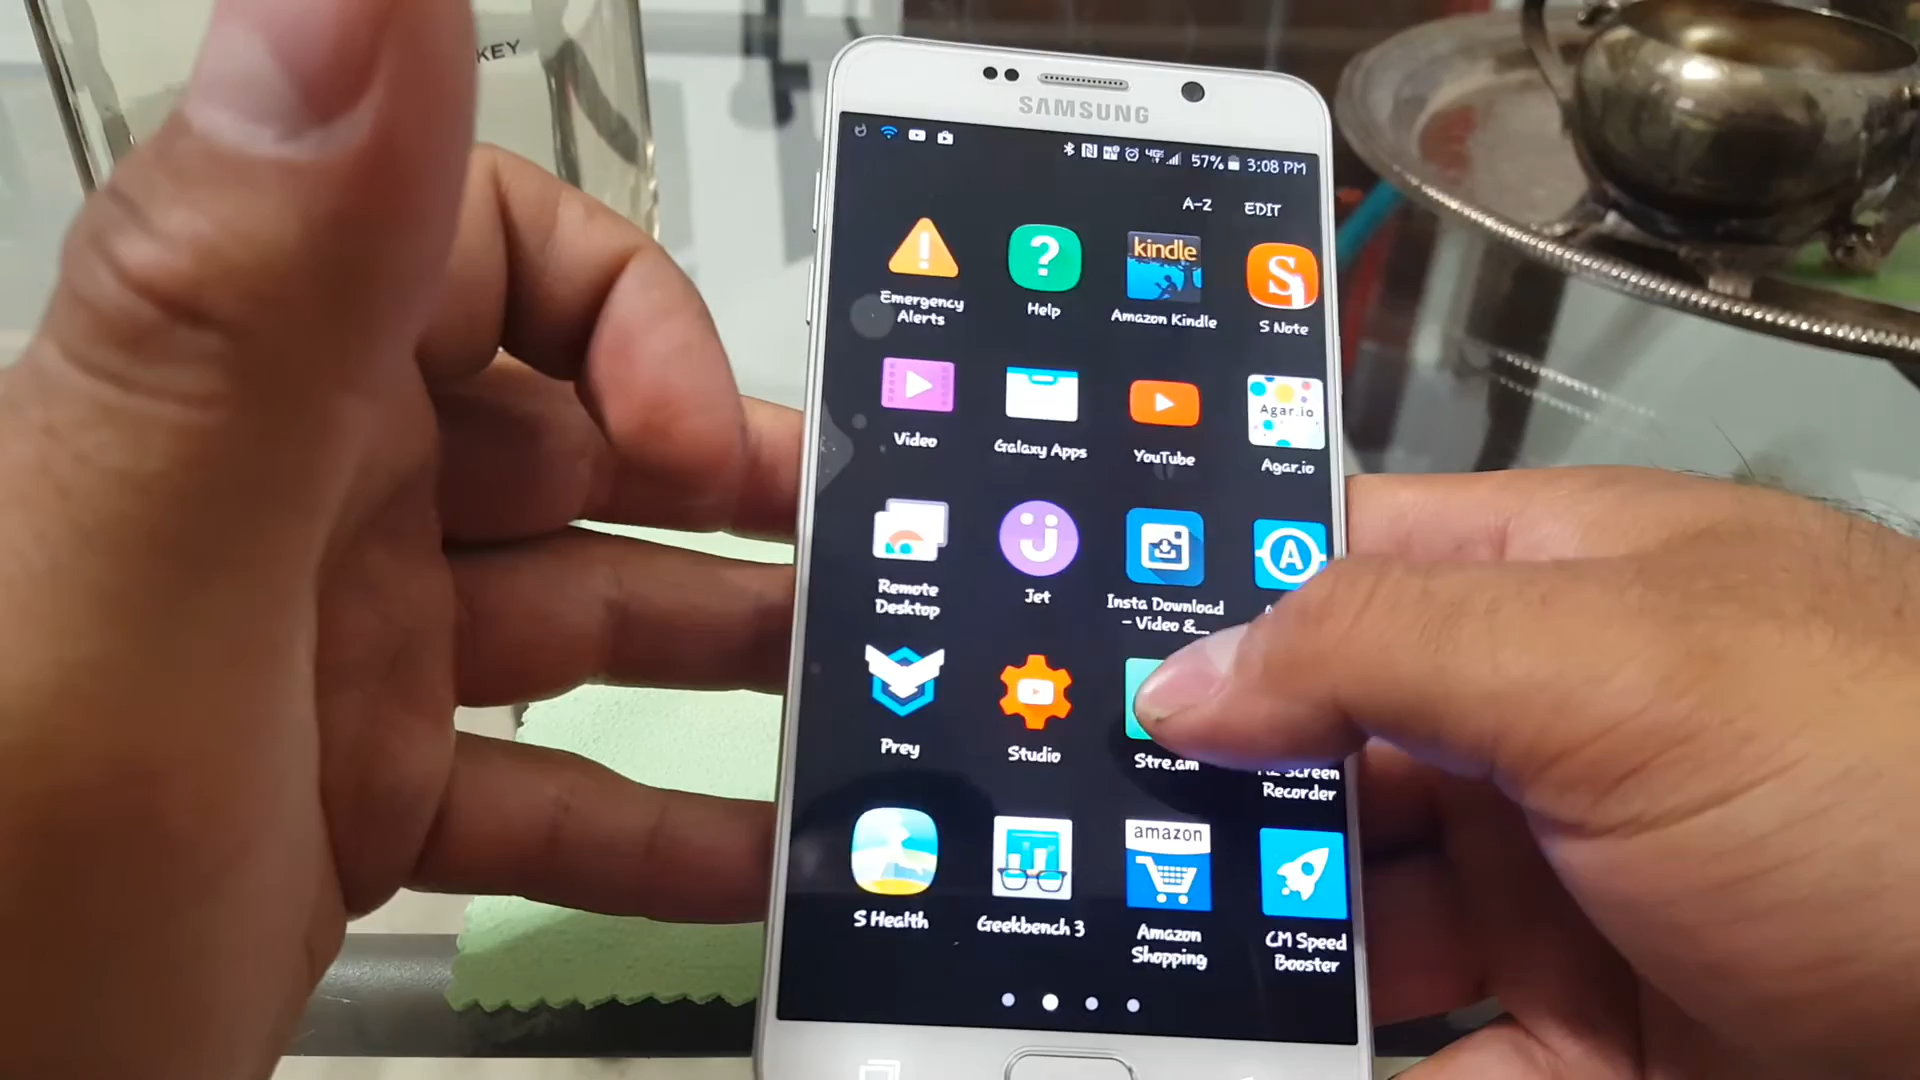 KEY
SAMSUNG
57% 3:08 PM
A-Z EDIT
Emergency
Alerts
Help
kindle
Amazon Kindle
S Note
Video
Galaxy Apps
YouTube
Agar.io
Agar.io
Remote
Desktop
Jet
Insta Download
- Video &...
A
Prey
Studio
Stre.am
Screen
Recorder
S Health
Geekbench 3
amazon
Amazon
Shopping
CM Speed
Booster